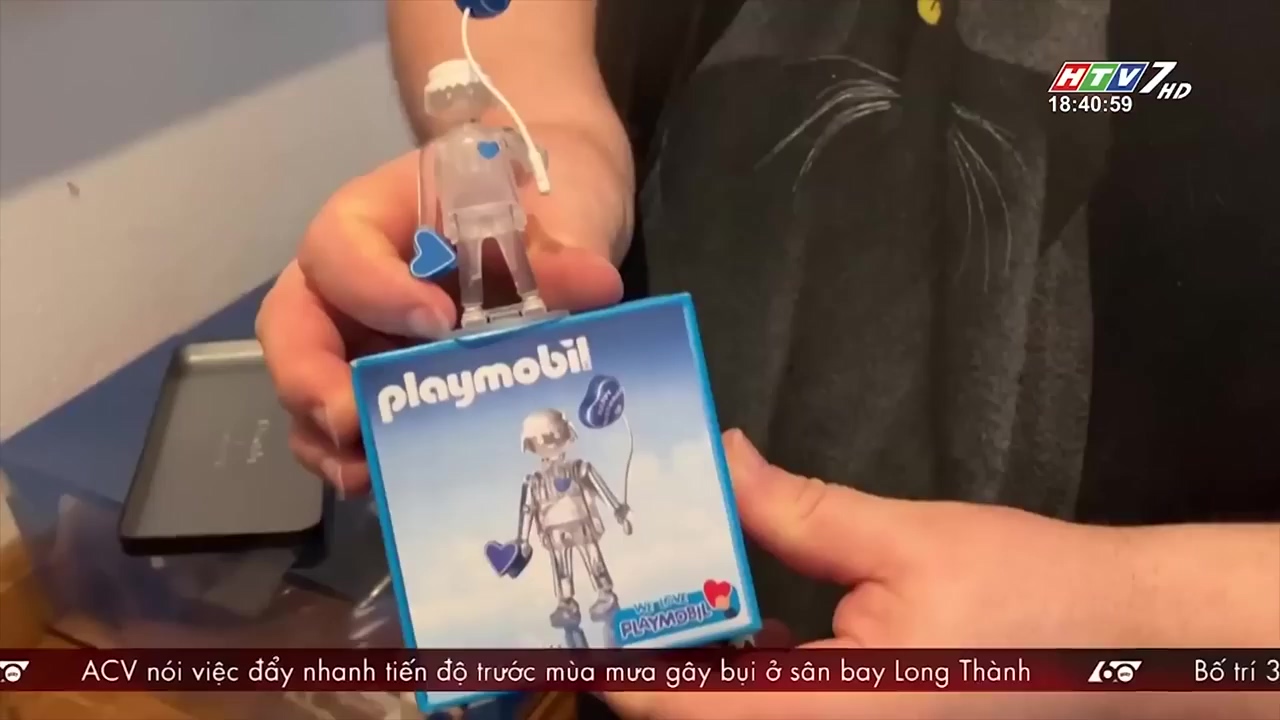 HTV7 HD
18:40:59
playmobil
WE LOVE
PLAYMOBIL
ACV nói việc đẩy nhanh tiến độ trước mùa mưa gây bụi ở sân bay Long Thành
60
Bố trí 3